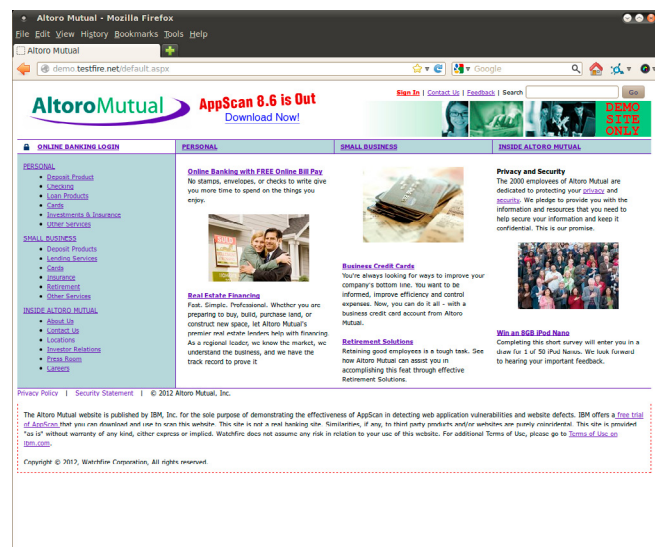 Altoro Mutual - Mozilla Firefox
File Edit View History Bookmarks Tools Help
Altoro Mutual
demo.testfire.net/default.aspx
Google
Sign In | Contact Us | Feedback | Search
Go
AltoroMutual
AppScan 8.6 is Out
Download Now!
DEMO
SITE
ONLY
ONLINE BANKING LOGIN
PERSONAL
SMALL BUSINESS
INSIDE ALTORO MUTUAL
PERSONAL
Deposit Product
Checking
Loan Products
Cards
Investments & Insurance
Other Services
SMALL BUSINESS
Deposit Products
Lending Services
Cards
Insurance
Retirement
Other Services
INSIDE ALTORO MUTUAL
About Us
Contact Us
Locations
Investor Relations
Press Room
Careers
Online Banking with FREE Online Bill Pay
No stamps, envelopes, or checks to write give
you more time to spend on the things you
enjoy.
SOLD
Real Estate Financing
Fast. Simple. Professional. Whether you are
preparing to buy, build, purchase land, or
construct new space, let Altoro Mutual's
premier real estate lenders help with financing.
As a regional leader, we know the market, we
understand the business, and we have the
track record to prove it
Business Credit Cards
You're always looking for ways to improve your
company's bottom line. You want to be
informed, improve efficiency and control
expenses. Now, you can do it all - with a
business credit card account from Altoro
Mutual.
Retirement Solutions
Retaining good employees is a tough task. See
how Altoro Mutual can assist you in
accomplishing this feat through effective
Retirement Solutions.
Privacy and Security
The 2000 employees of Altoro Mutual are
dedicated to protecting your privacy and
security. We pledge to provide you with the
information and resources that you need to
help secure your information and keep it
confidential. This is our promise.
Win an 8GB iPod Nano
Completing this short survey will enter you in a
draw for 1 of 50 iPod Nanos. We look forward
to hearing your important feedback.
Privacy Policy | Security Statement | © 2012 Altoro Mutual, Inc.
The Altoro Mutual website is published by IBM, Inc. for the sole purpose of demonstrating the effectiveness of AppScan in detecting web application vulnerabilities and website defects. IBM offers a free trial
of AppScan that you can download and use to scan this website. This site is not a real banking site. Similarities, if any, to third party products and/or websites are purely coincidental. This site is provided
"as is" without warranty of any kind, either express or implied. Watchfire does not assume any risk in relation to your use of this website. For additional Terms of Use, please go to Terms of Use on
ibm.com.
Copyright © 2012, Watchfire Corporation, All rights reserved.